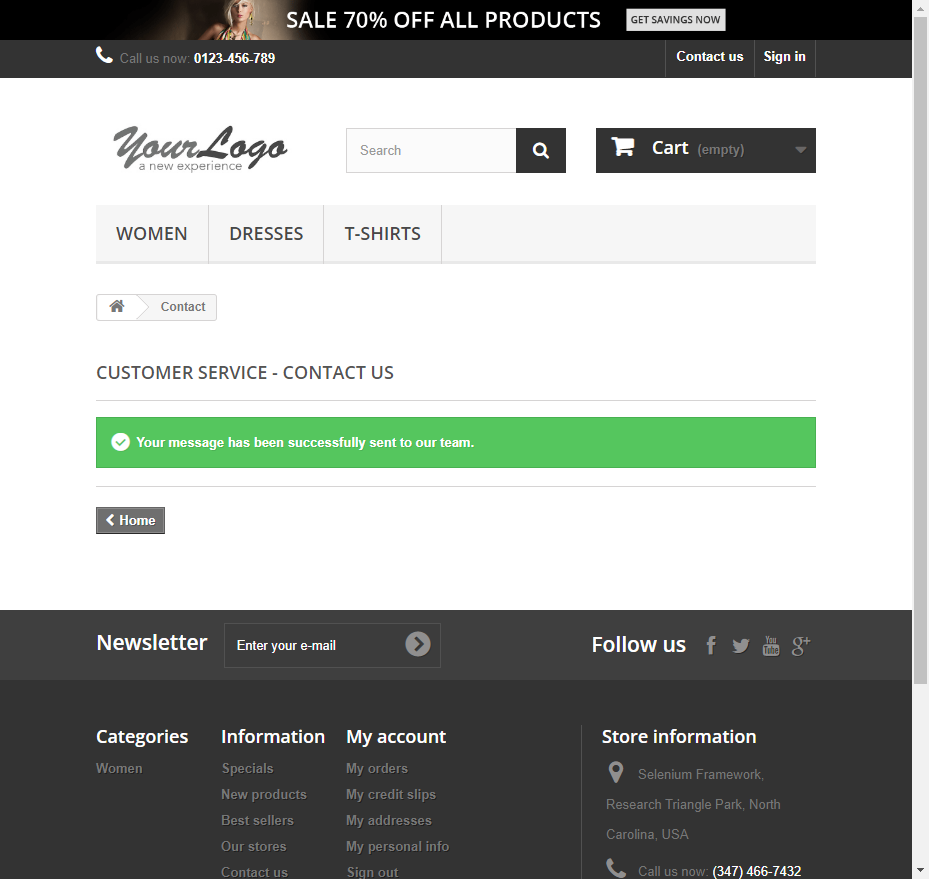 SALE 70% OFF ALL PRODUCTS GET SAVINGS NOW
Call us now: 0123-456-789 Contact us Sign in
YourLogo
a new experience
Search Cart (empty)
WOMEN DRESSES T-SHIRTS
Contact
CUSTOMER SERVICE - CONTACT US
Your message has been successfully sent to our team.
Home
Newsletter Enter your e-mail Follow us f You Tube g+
Categories Information My account Store information
Women Specials My orders Selenium Framework,
New products My credit slips Research Triangle Park, North
Best sellers My addresses Carolina, USA
Our stores My personal info
Contact us Sign out Call us now: (347) 466-7432